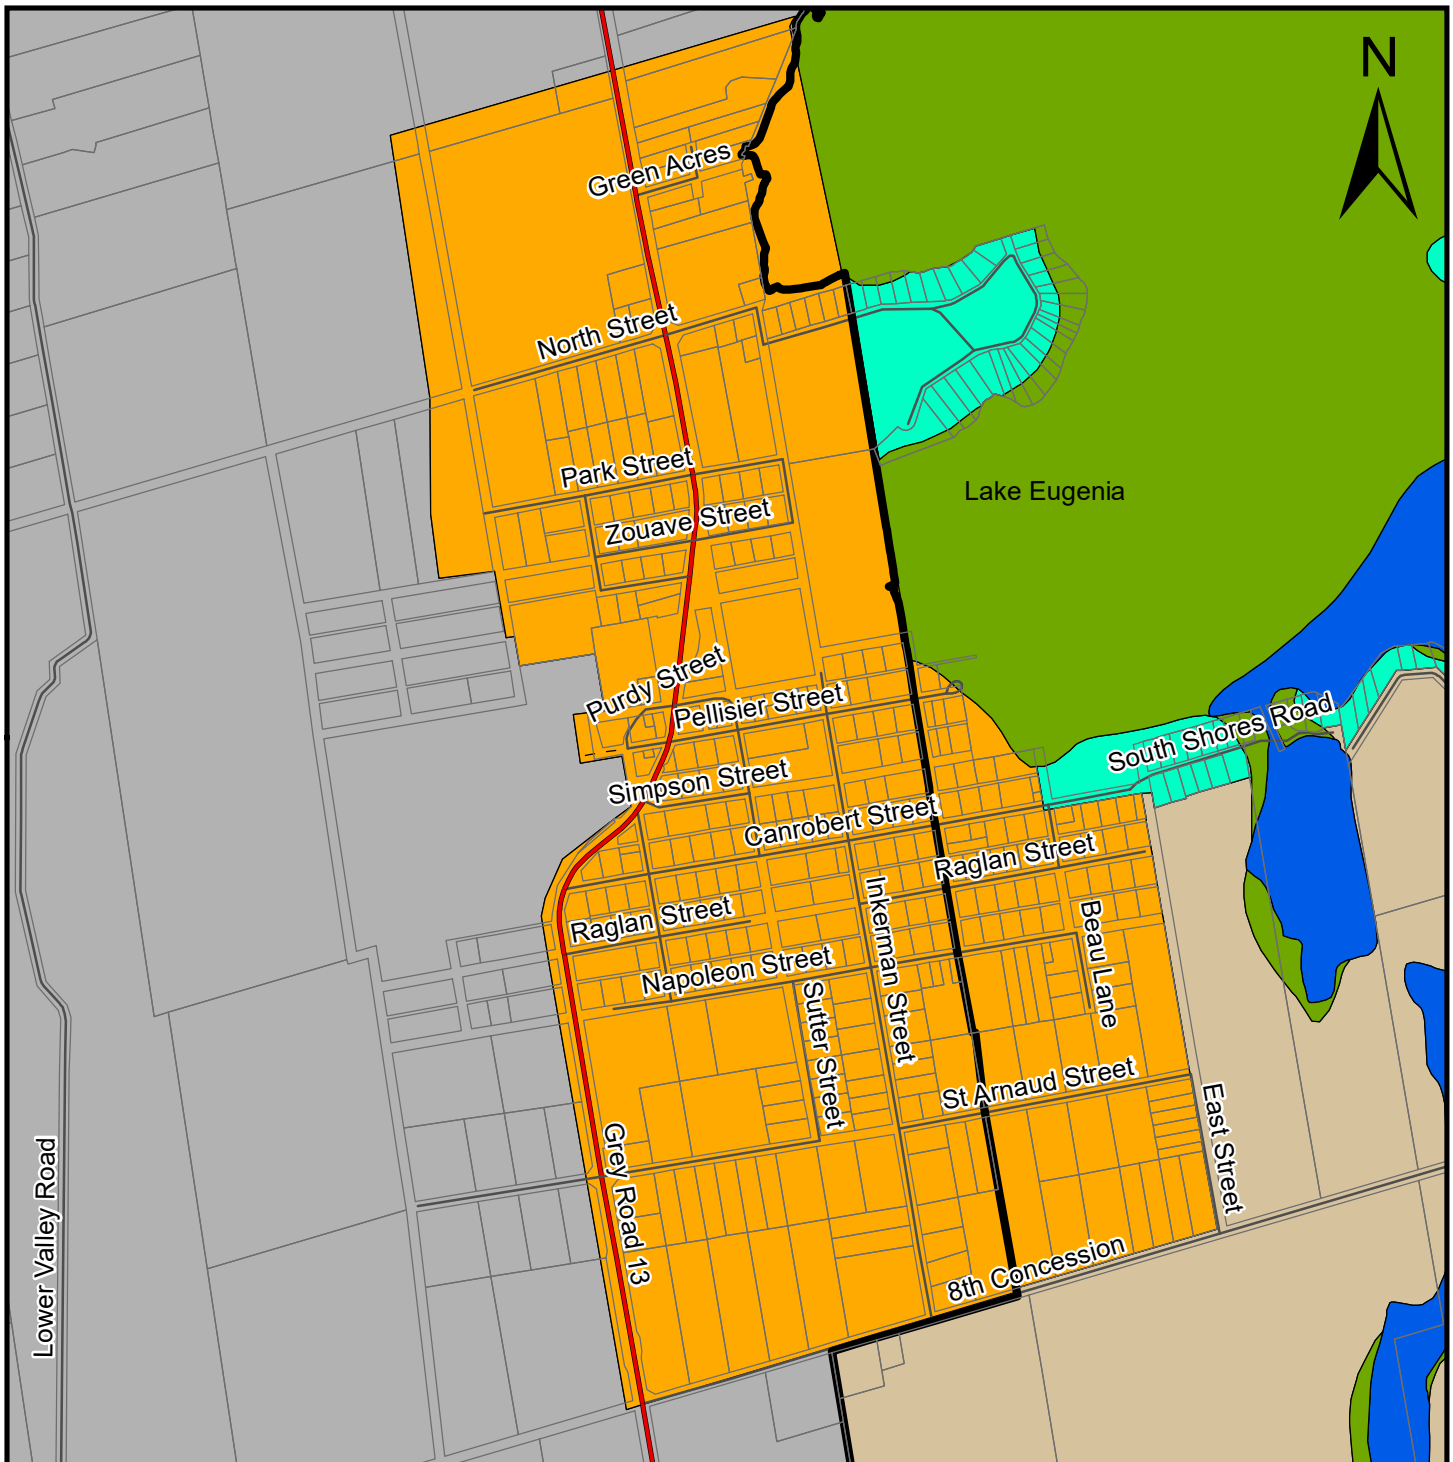 N
Green Acres
North Street
Park Street
Lake Eugenia
Zouave Street
Purdy Street
Pellisier Street
South Shores Road
Simpson Street
Canrobert Street
Raglan Street
Raglan Street
Inkerman Street
Beau Lane
Napoleon Street
Sutter Street
St Arnaud Street
East Street
Grey Road 13
Lower Valley Road
8th Concession